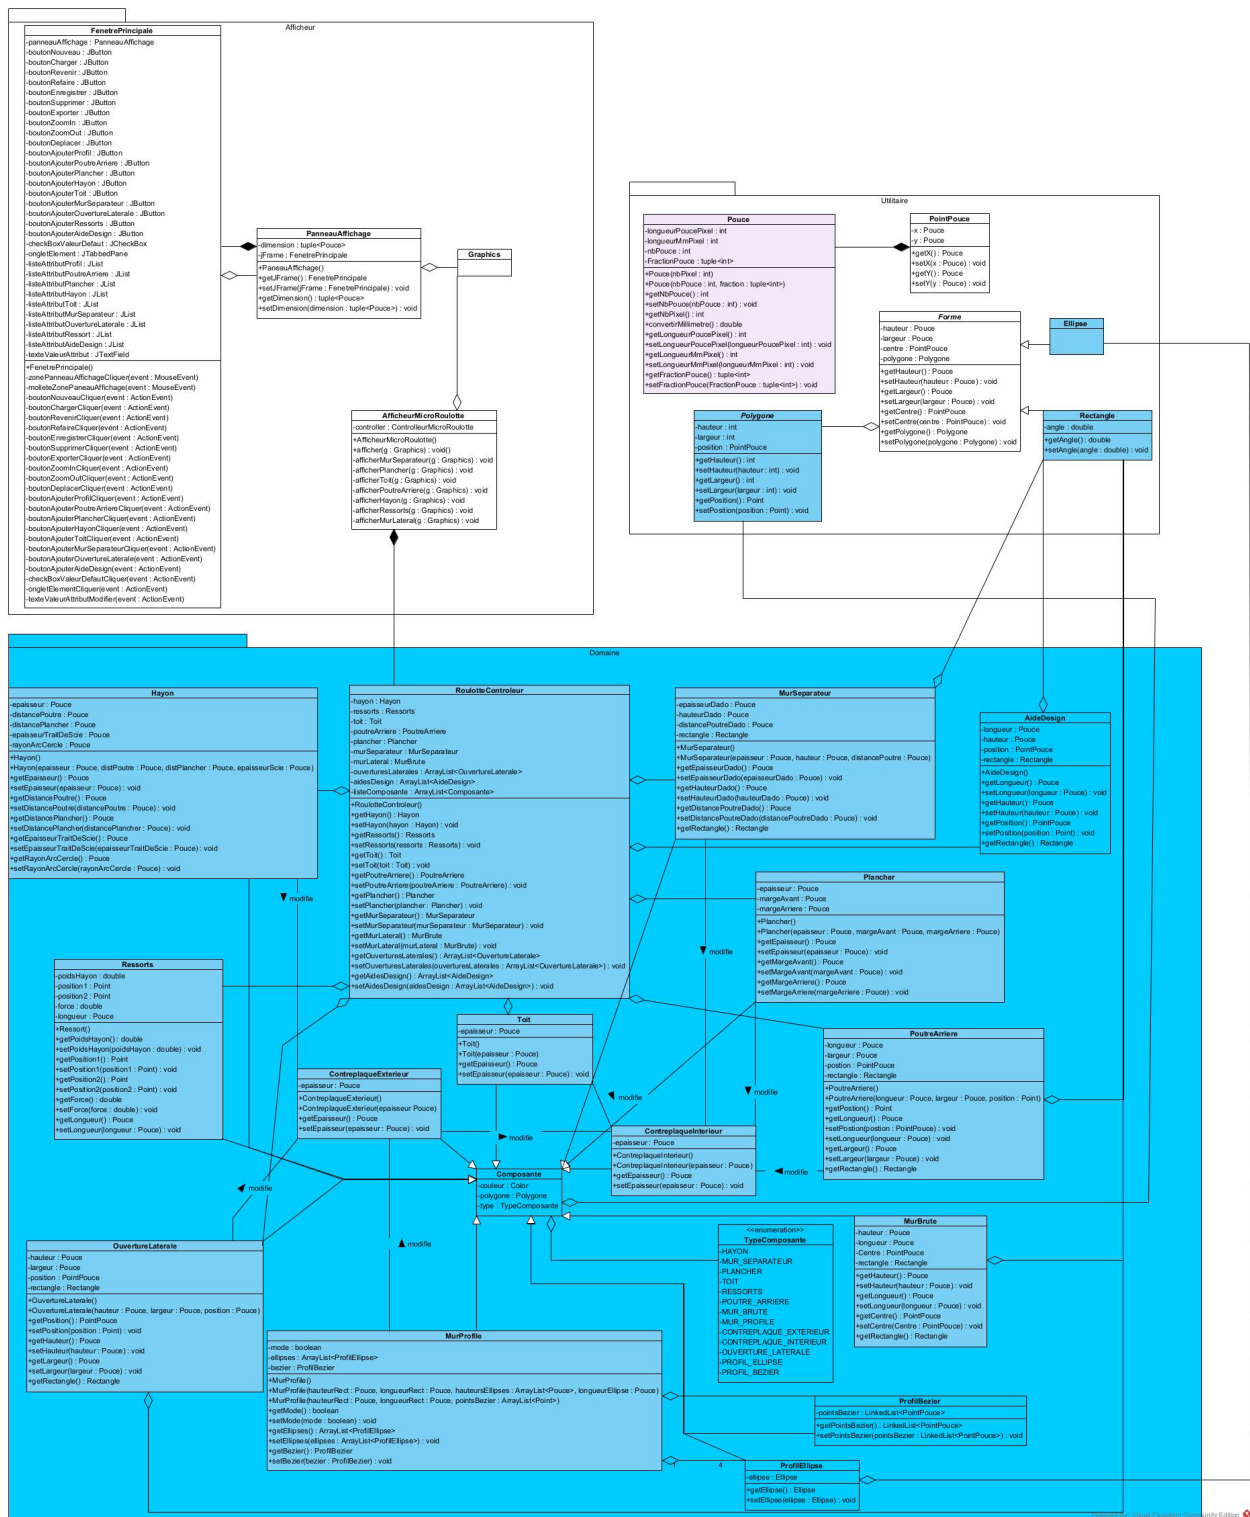 Afficheur
FenetrePrincipale
-panneauAffichage : PanneauAffichage
-boutonNouveau : JButton
-boutonCharger : JButton
-boutonRevenir : JButton
-boutonRefaire : JButton
-boutonEnregistrer : JButton
-boutonSupprimer : JButton
-boutonExporter : JButton
-boutonZoomIn : JButton
-boutonZoomOut : JButton
-boutonDeplacer : JButton
-boutonAjouterProfil : JButton
-boutonAjouterPoutreArriere : JButton
-boutonAjouterPlancher : JButton
-boutonAjouterHayon : JButton
-boutonAjouterToit : JButton
-boutonAjouterMurSeparateur : JButton
-boutonAjouterOuvertureLaterale : JButton
-boutonAjouterRessorts : JButton
-boutonAjouterAideDesign : JButton
-checkBoxValeurDefaut : JCheckBox
-ongletElement : JTabbedPane
-listeAttributProfil : JList
-listeAttributPoutreArriere : JList
-listeAttributPlancher : JList
-listeAttributHayon : JList
-listeAttributToit : JList
-listeAttributMurSeparateur : JList
-listeAttributOuvertureLaterale : JList
-listeAttributRessort : JList
-listeAttributAideDesign : JList
-texteValeurAttribut : JTextField
+FenetrePrincipale()
-zonePanneauAffichageCliquer(event : MouseEvent)
-molleteZonePaneauAffichage(event : MouseEvent)
-boutonNouveauCliquer(event : ActionEvent)
-boutonChargerCliquer(event : ActionEvent)
-boutonRevenirCliquer(event : ActionEvent)
-boutonRefaireCliquer(event : ActionEvent)
-boutonEnregistrerCliquer(event : ActionEvent)
-boutonSupprimerCliquer(event : ActionEvent)
-boutonExporterCliquer(event : ActionEvent)
-boutonZoomInCliquer(event : ActionEvent)
-boutonZoomOutCliquer(event : ActionEvent)
-boutonDeplacerCliquer(event : ActionEvent)
-boutonAjouterProfilCliquer(event : ActionEvent)
-boutonAjouterPoutreArriereCliquer(event : ActionEvent)
-boutonAjouterPlancherCliquer(event : ActionEvent)
-boutonAjouterHayonCliquer(event : ActionEvent)
-boutonAjouterToitCliquer(event : ActionEvent)
-boutonAjouterMurSeparateurCliquer(event : ActionEvent)
-boutonAjouterOuvertureLaterale(event : ActionEvent)
-boutonAjouterAideDesign(event : ActionEvent)
-checkBoxValeurDefautCliquer(event : ActionEvent)
-ongletElementCliquer(event : ActionEvent)
-texteValeurAttributModifier(event : ActionEvent)
PanneauAffichage
-dimension : tuple<Pouce>
-jFrame : FenetrePrincipale
+PaneauAffichage()
+getJFrame() : FenetrePrincipale
+setJFrame(jFrame : FenetrePrincipale) : void
+getDimension() : tuple<Pouce>
+setDimension(dimension : tuple<Pouce>) : void
Graphics
AfficheurMicroRoulotte
-controller : ControlleurMicroRoulotte
+AfficheurMicroRoulotte()
+afficher(g : Graphics) : void()
-afficherMurSeparateur(g : Graphics) : void
-afficherPlancher(g : Graphics) : void
-afficherToit(g : Graphics) : void
-afficherPoutreArriere(g : Graphics) : void
-afficherHayon(g : Graphics) : void
-afficherRessorts(g : Graphics) : void
-afficherMurLateral(g : Graphics) : void
Utilitaire
Pouce
-longueurPoucePixel : int
-longueurMmPixel : int
-nbPouce : int
-FractionPouce : tuple<int>
+Pouce(nbPixel : int)
+Pouce(nbPouce : int, fraction : tuple<int>)
+getNbPouce() : int
+setNbPouce(nbPouce : int) : void
+getNbPixel() : int
+convertirMillimetre() : double
+getLongueurPoucePixel() : int
+setLongueurPoucePixel(longueurPoucePixel : int) : void
+getLongueurMmPixel() : int
+setLongueurMmPixel(longueurMmPixel : int) : void
+getFractionPouce() : tuple<int>
+setFractionPouce(FractionPouce : tuple<int>) : void
PointPouce
-x : Pouce
-y : Pouce
+getX() : Pouce
+setX(x : Pouce) : void
+getY() : Pouce
+setY(y : Pouce) : void
Forme
-hauteur : Pouce
-largeur : Pouce
-centre : PointPouce
-polygone : Polygone
+getHauteur() : Pouce
+setHauteur(hauteur : Pouce) : void
+getLargeur() : Pouce
+setLargeur(largeur : Pouce) : void
+getCentre() : PointPouce
+setCentre(centre : PointPouce) : void
+getPolygone() : Polygone
+setPolygone(polygone : Polygone) : void
Ellipse
Polygone
-hauteur : int
-largeur : int
-position : PointPouce
+getHauteur() : int
+setHauteur(hauteur : int) : void
+getLargeur() : int
+setLargeur(largeur : int) : void
+getPosition() : Point
+setPosition(position : Point) : void
Rectangle
-angle : double
+getAngle() : double
+setAngle(angle : double) : void
Domaine
Hayon
-epaisseur : Pouce
-distancePoutre : Pouce
-distancePlancher : Pouce
-epaisseurTraitDeScie : Pouce
-rayonArcCercle : Pouce
+Hayon()
+Hayon(epaisseur : Pouce, distPoutre : Pouce, distPlancher : Pouce, epaisseurScie : Pouce)
+getEpaisseur() : Pouce
+setEpaisseur(epaisseur : Pouce) : void
+getDistancePoutre() : Pouce
+setDistancePoutre(distancePoutre : Pouce) : void
+getDistancePlancher() : Pouce
+setDistancePlancher(distancePlancher : Pouce) : void
+getEpaisseurTraitDeScie() : Pouce
+setEpaisseurTraitDeScie(epaisseurTraitDeScie : Pouce) : void
+getRayonArcCercle() : Pouce
+setRayonArcCercle(rayonArcCercle : Pouce) : void
RoulotteControleur
-hayon : Hayon
-ressorts : Ressorts
-toit : Toit
-poutreArriere : PoutreArriere
-plancher : Plancher
-murSeparateur : MurSeparateur
-murLateral : MurBrute
-ouverturesLaterales : ArrayList<OuvertureLaterale>
-aidesDesign : ArrayList<AideDesign>
-listeComposante : ArrayList<Composante>
+RoulotteControleur()
+getHayon() : Hayon
+setHayon(hayon : Hayon) : void
+getRessorts() : Ressorts
+setRessorts(ressorts : Ressorts) : void
+getToit() : Toit
+setToit(toit : Toit) : void
+getPoutreArriere() : PoutreArriere
+setPoutreArriere(poutreArriere : PoutreArriere) : void
+getPlancher() : Plancher
+setPlancher(plancher : Plancher) : void
+getMurSeparateur() : MurSeparateur
+setMurSeparateur(murSeparateur : MurSeparateur) : void
+getMurLateral() : MurBrute
+setMurLateral(murLateral : MurBrute) : void
+getOuverturesLaterales() : ArrayList<OuvertureLaterale>
+setOuverturesLaterales(ouverturesLaterales : ArrayList<OuvertureLaterale>) : void
+getAidesDesign() : ArrayList<AideDesign>
+setAidesDesign(aidesDesign : ArrayList<AideDesign>) : void
MurSeparateur
-epaisseurDado : Pouce
-hauteurDado : Pouce
-distancePoutreDado : Pouce
-rectangle : Rectangle
+MurSeparateur()
+MurSeparateur(epaisseur : Pouce, hauteur : Pouce, distancePoutre : Pouce)
+getEpaisseurDado() : Pouce
+setEpaisseurDado(epaisseurDado : Pouce) : void
+getHauteurDado() : Pouce
+setHauteurDado(hauteurDado : Pouce) : void
+getDistancePoutreDado() : Pouce
+setDistancePoutreDado(distancePoutreDado : Pouce) : void
+getRectangle() : Rectangle
AideDesign
-longueur : Pouce
-hauteur : Pouce
-position : PointPouce
-rectangle : Rectangle
+AideDesign()
+getLongueur() : Pouce
+setLongueur(longueur : Pouce) : void
+getHauteur() : Pouce
+setHauteur(hauteur : Pouce) : void
+getPosition() : PointPouce
+setPosition(position : Point) : void
+getRectangle() : Rectangle
modifie
Plancher
-epaisseur : Pouce
-margeAvant : Pouce
-margeArriere : Pouce
+Plancher()
+Plancher(epaisseur : Pouce, margeAvant : Pouce, margeArriere : Pouce)
+getEpaisseur() : Pouce
+setEpaisseur(epaisseur : Pouce) : void
+getMargeAvant() : Pouce
+setMargeAvant(margeAvant : Pouce) : void
+getMargeArriere() : Pouce
+setMargeArriere(margeArriere : Pouce) : void
modifie
Ressorts
-poidsHayon : double
-position1 : Point
-position2 : Point
-force : double
-longueur : Pouce
+Ressort()
+getPoidsHayon() : double
+setPoidsHayon(poidsHayon : double) : void
+getPosition1() : Point
+setPosition1(position1 : Point) : void
+getPosition2() : Point
+setPosition2(position2 : Point) : void
+getForce() : double
+setForce(force : double) : void
+getLongueur() : Pouce
+setLongueur(longueur : Pouce) : void
Toit
-epaisseur : Pouce
+Toit()
+Toit(epaisseur : Pouce)
+getEpaisseur() : Pouce
+setEpaisseur(epaisseur : Pouce) : void
PoutreArriere
-longueur : Pouce
-largeur : Pouce
-postion : PointPouce
-rectangle : Rectangle
+PoutreArriere()
+PoutreArriere(longueur : Pouce, largeur : Pouce, position : Point)
+getPostion() : Point
+getLongueur() : Pouce
+setPostion(postion : PointPouce) : void
+setLongueur(longueur : Pouce) : void
+getLargeur() : Pouce
+setLargeur(largeur : Pouce) : void
+getRectangle() : Rectangle
ContreplaqueExterieur
-epaisseur : Pouce
+ContreplaqueExterieur()
+ContreplaqueExterieur(epaisseur Pouce)
+getEpaisseur() : Pouce
+setEpaisseur(epaisseur : Pouce) : void
modifie
modifie
ContreplaqueInterieur
-epaisseur : Pouce
+ContreplaqueInterieur()
+ContreplaqueInterieur(epaisseur : Pouce)
+getEpaisseur() : Pouce
+setEpaisseur(epaisseur : Pouce) : void
modifie
Composante
-couleur : Color
-polygone : Polygone
-type : TypeComposante
modifie
modifie
OuvertureLaterale
-hauteur : Pouce
-largeur : Pouce
-position : PointPouce
-rectangle : Rectangle
+OuvertureLaterale()
+OuvertureLaterale(hauteur : Pouce, largeur : Pouce, position : Pouce)
+getPosition() : PointPouce
+setPosition(position : Point) : void
+getHauteur() : Pouce
+setHauteur(hauteur : Pouce) : void
+getLargeur() : Pouce
+setLargeur(largeur : Pouce) : void
+getRectangle() : Rectangle
<<enumeration>>
TypeComposante
-HAYON
-MUR_SEPARATEUR
-PLANCHER
-TOIT
-RESSORTS
-POUTRE_ARRIERE
-MUR_BRUTE
-MUR_PROFILE
-CONTREPLAQUE_EXTERIEUR
-CONTREPLAQUE_INTERIEUR
-OUVERTURE_LATERALE
-PROFIL_ELLIPSE
-PROFIL_BEZIER
MurBrute
-hauteur : Pouce
-longueur : Pouce
-Centre : PointPouce
-rectangle : Rectangle
+getHauteur() : Pouce
+setHauteur(hauteur : Pouce) : void
+getLongueur() : Pouce
+setLongueur(longueur : Pouce) : void
+getCentre() : PointPouce
+setCentre(Centre : PointPouce) : void
+getRectangle() : Rectangle
MurProfile
-mode : boolean
-ellipses : ArrayList<ProfilEllipse>
-bezier : ProfilBezier
+MurProfile()
+MurProfile(hauteurRect : Pouce, longueurRect : Pouce, hauteursEllipses : ArrayList<Pouce>, longueurEllipse : Pouce)
+MurProfile(hauteurRect : Pouce, longueurRect : Pouce, pointsBezier : ArrayList<Point>)
+getMode() : boolean
+setMode(mode : boolean) : void
+getEllipses() : ArrayList<ProfilEllipse>
+setEllipses(ellipses : ArrayList<ProfilEllipse>) : void
+getBezier() : ProfilBezier
+setBezier(bezier : ProfilBezier) : void
ProfilBezier
-pointsBezier : LinkedList<PointPouce>
+getPointsBezier() : LinkedList<PointPouce>
+setPointsBezier(pointsBezier : LinkedList<PointPouce>) : void
1
4
ProfilEllipse
-ellipse : Ellipse
+getEllipse() : Ellipse
+setEllipse(ellipse : Ellipse) : void
Community Edition